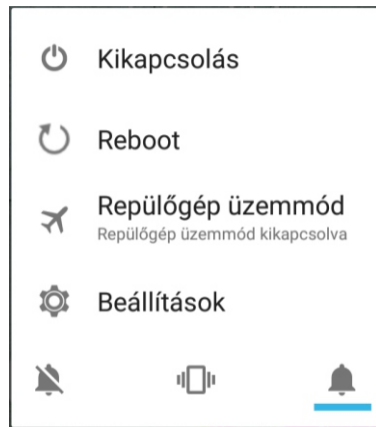 Kikapcsolás
Reboot
Repülőgép üzemmód
Repülőgép üzemmód kikapcsolva
Beállítások